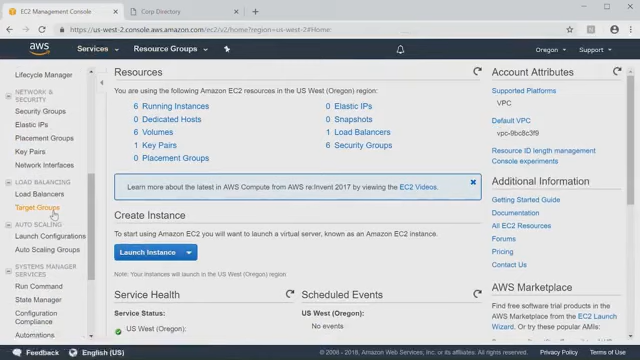 EC2 Management Console
Corp Directory
https://us-west-2.console.aws.amazon.com/ec2/v2/home?region=us-west-2#Home:
aws
Services
Resource Groups
Oregon
Support
Lifecycle Manager
NETWORK &
SECURITY
Security Groups
Elastic IPs
Placement Groups
Key Pairs
Network Interfaces
LOAD BALANCING
Load Balancers
Target Groups
AUTO SCALING
Launch Configurations
Auto Scaling Groups
SYSTEMS MANAGER
SERVICES
Run Command
State Manager
Configuration
Compliance
Automations
Resources
You are using the following Amazon EC2 resources in the US West (Oregon) region:
6 Running Instances
0 Elastic IPs
0 Dedicated Hosts
0 Snapshots
6 Volumes
1 Load Balancers
1 Key Pairs
6 Security Groups
0 Placement Groups
Learn more about the latest in AWS Compute from AWS re:Invent 2017 by viewing the EC2 Videos.
Create Instance
To start using Amazon EC2 you will want to launch a virtual server, known as an Amazon EC2 instance.
Launch Instance
Note: Your instances will launch in the US West (Oregon) region
Service Health
Service Status:
US West (Oregon):
Scheduled Events
US West (Oregon):
No events
Account Attributes
Supported Platforms
VPC
Default VPC
vpc-9bc8c3f9
Resource ID length management
Console experiments
Additional Information
Getting Started Guide
Documentation
All EC2 Resources
Forums
Pricing
Contact Us
AWS Marketplace
Find free software trial products in the
AWS Marketplace from the EC2 Launch
Wizard. Or try these popular AMIs:
Feedback
English (US)
© 2008 - 2018, Amazon Web Services, Inc. or its affiliates. All rights reserved.
Privacy Policy
Terms of Use